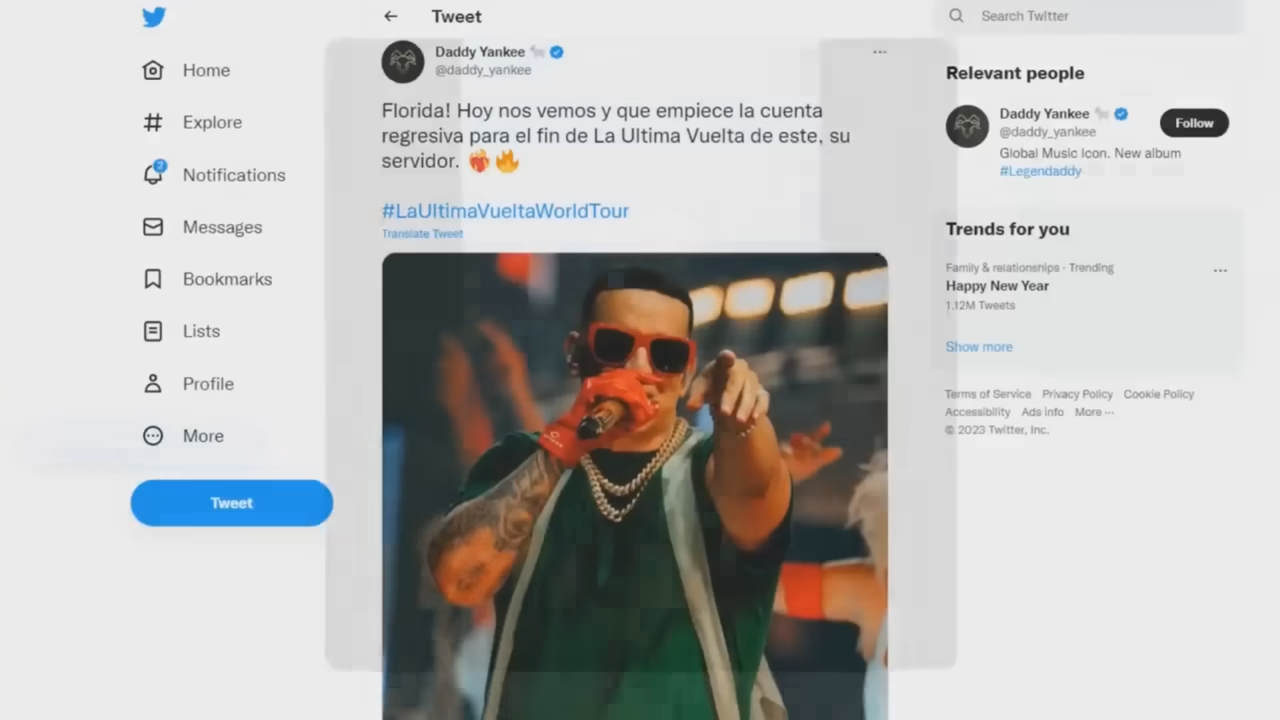 Tweet
Search Twitter
Home
Explore
2
Notifications
Messages
Bookmarks
Lists
Profile
More
Tweet
Daddy Yankee
@daddy_yankee
Florida! Hoy nos vemos y que empiece la cuenta
regresiva para el fin de La Ultima Vuelta de este, su
servidor. ❤️‍🔥🔥
#LaUltimaVueltaWorldTour
Translate Tweet
Relevant people
Daddy Yankee
@daddy_yankee
Follow
Global Music Icon. New album
#Legendaddy
Trends for you
Family & relationships · Trending
Happy New Year
1.12M Tweets
Show more
Terms of Service Privacy Policy Cookie Policy
Accessibility Ads info More ···
© 2023 Twitter, Inc.